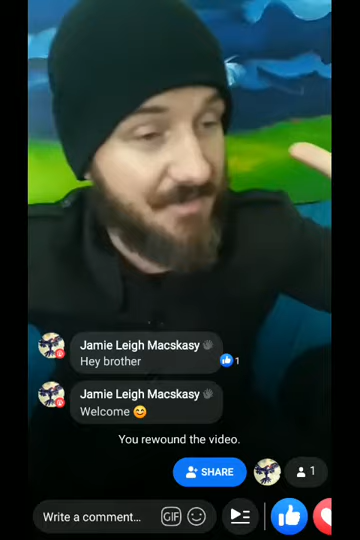 Jamie Leigh Macskasy
Hey brother
1
Jamie Leigh Macskasy
Welcome 😊
You rewound the video.
SHARE
1
Write a comment...
GIF